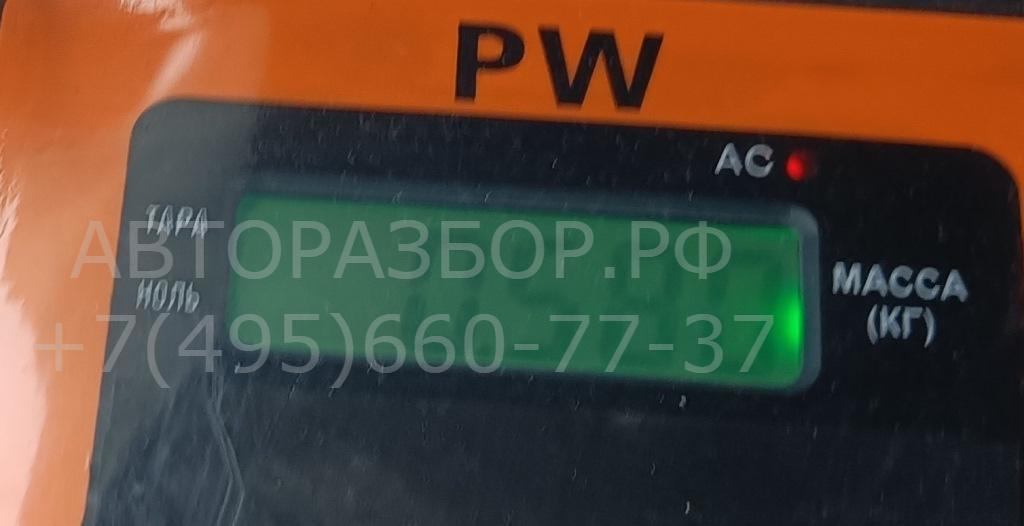 PW
AC
ТАРА
АВТОРАЗБОР.РФ
МАССА
НОЛЬ
(КГ)
+7(495)660-77-37